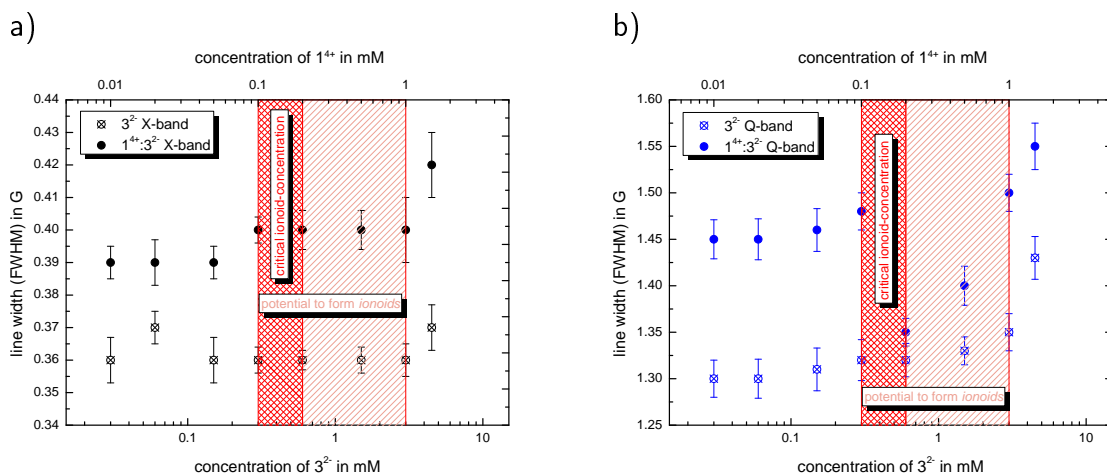 a)
concentration of 1⁴⁺ in mM
0.01 0.1 1
0.44
0.43
0.42
0.41
0.40
0.39
0.38
0.37
0.36
0.35
0.34
line width (FWHM) in G
3²⁻ X-band
1⁴⁺:3²⁻ X-band
critical ionoid-concentration
potential to form ionoids
0.1 1 10
concentration of 3²⁻ in mM
b)
concentration of 1⁴⁺ in mM
0.01 0.1 1
1.60
1.55
1.50
1.45
1.40
1.35
1.30
1.25
line width (FWHM) in G
3²⁻ Q-band
1⁴⁺:3²⁻ Q-band
critical ionoid-concentration
potential to form ionoids
0.1 1 10
concentration of 3²⁻ in mM